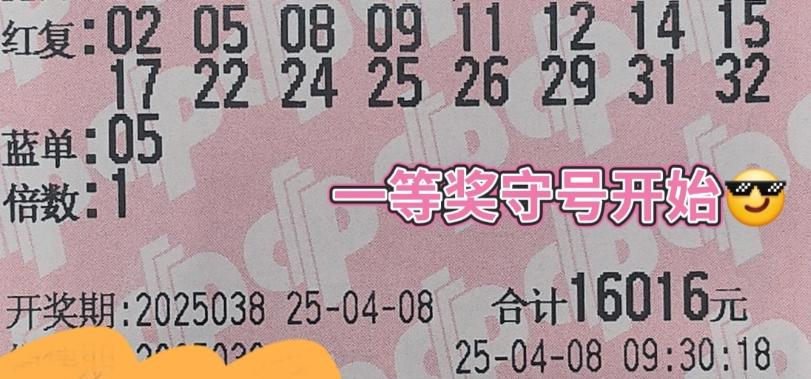 红复:02 05 08 09 11 12 14 15
17 22 24 25 26 29 31 32
蓝单:05
倍数:1
一等奖守号开始
开奖期:2025038 25-04-08 合计16016元
25-04-08 09:30:18